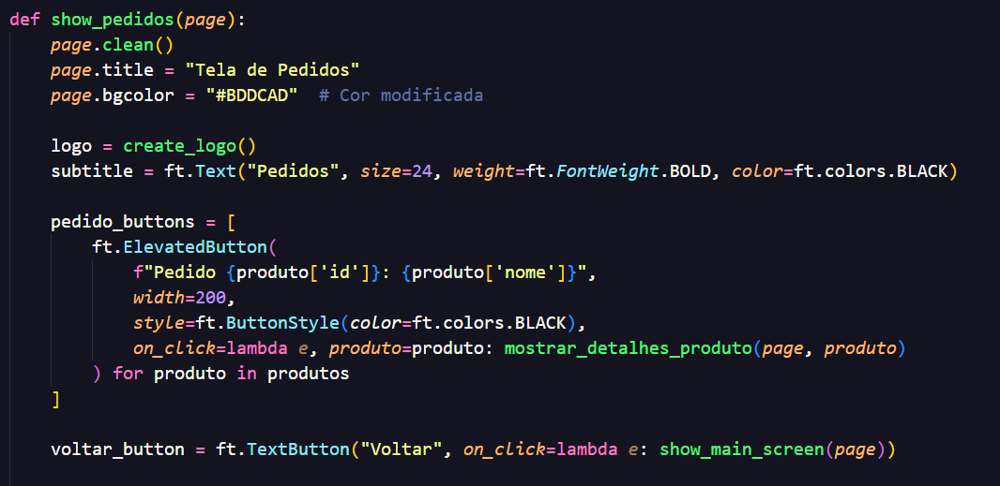 def show_pedidos(page):
    page.clean()
    page.title = "Tela de Pedidos"
    page.bgcolor = "#BDDCAD"  # Cor modificada

    logo = create_logo()
    subtitle = ft.Text("Pedidos", size=24, weight=ft.FontWeight.BOLD, color=ft.colors.BLACK)

    pedido_buttons = [
        ft.ElevatedButton(
            f"Pedido {produto['id']}: {produto['nome']}",
            width=200,
            style=ft.ButtonStyle(color=ft.colors.BLACK),
            on_click=lambda e, produto=produto: mostrar_detalhes_produto(page, produto)
        ) for produto in produtos
    ]

    voltar_button = ft.TextButton("Voltar", on_click=lambda e: show_main_screen(page))